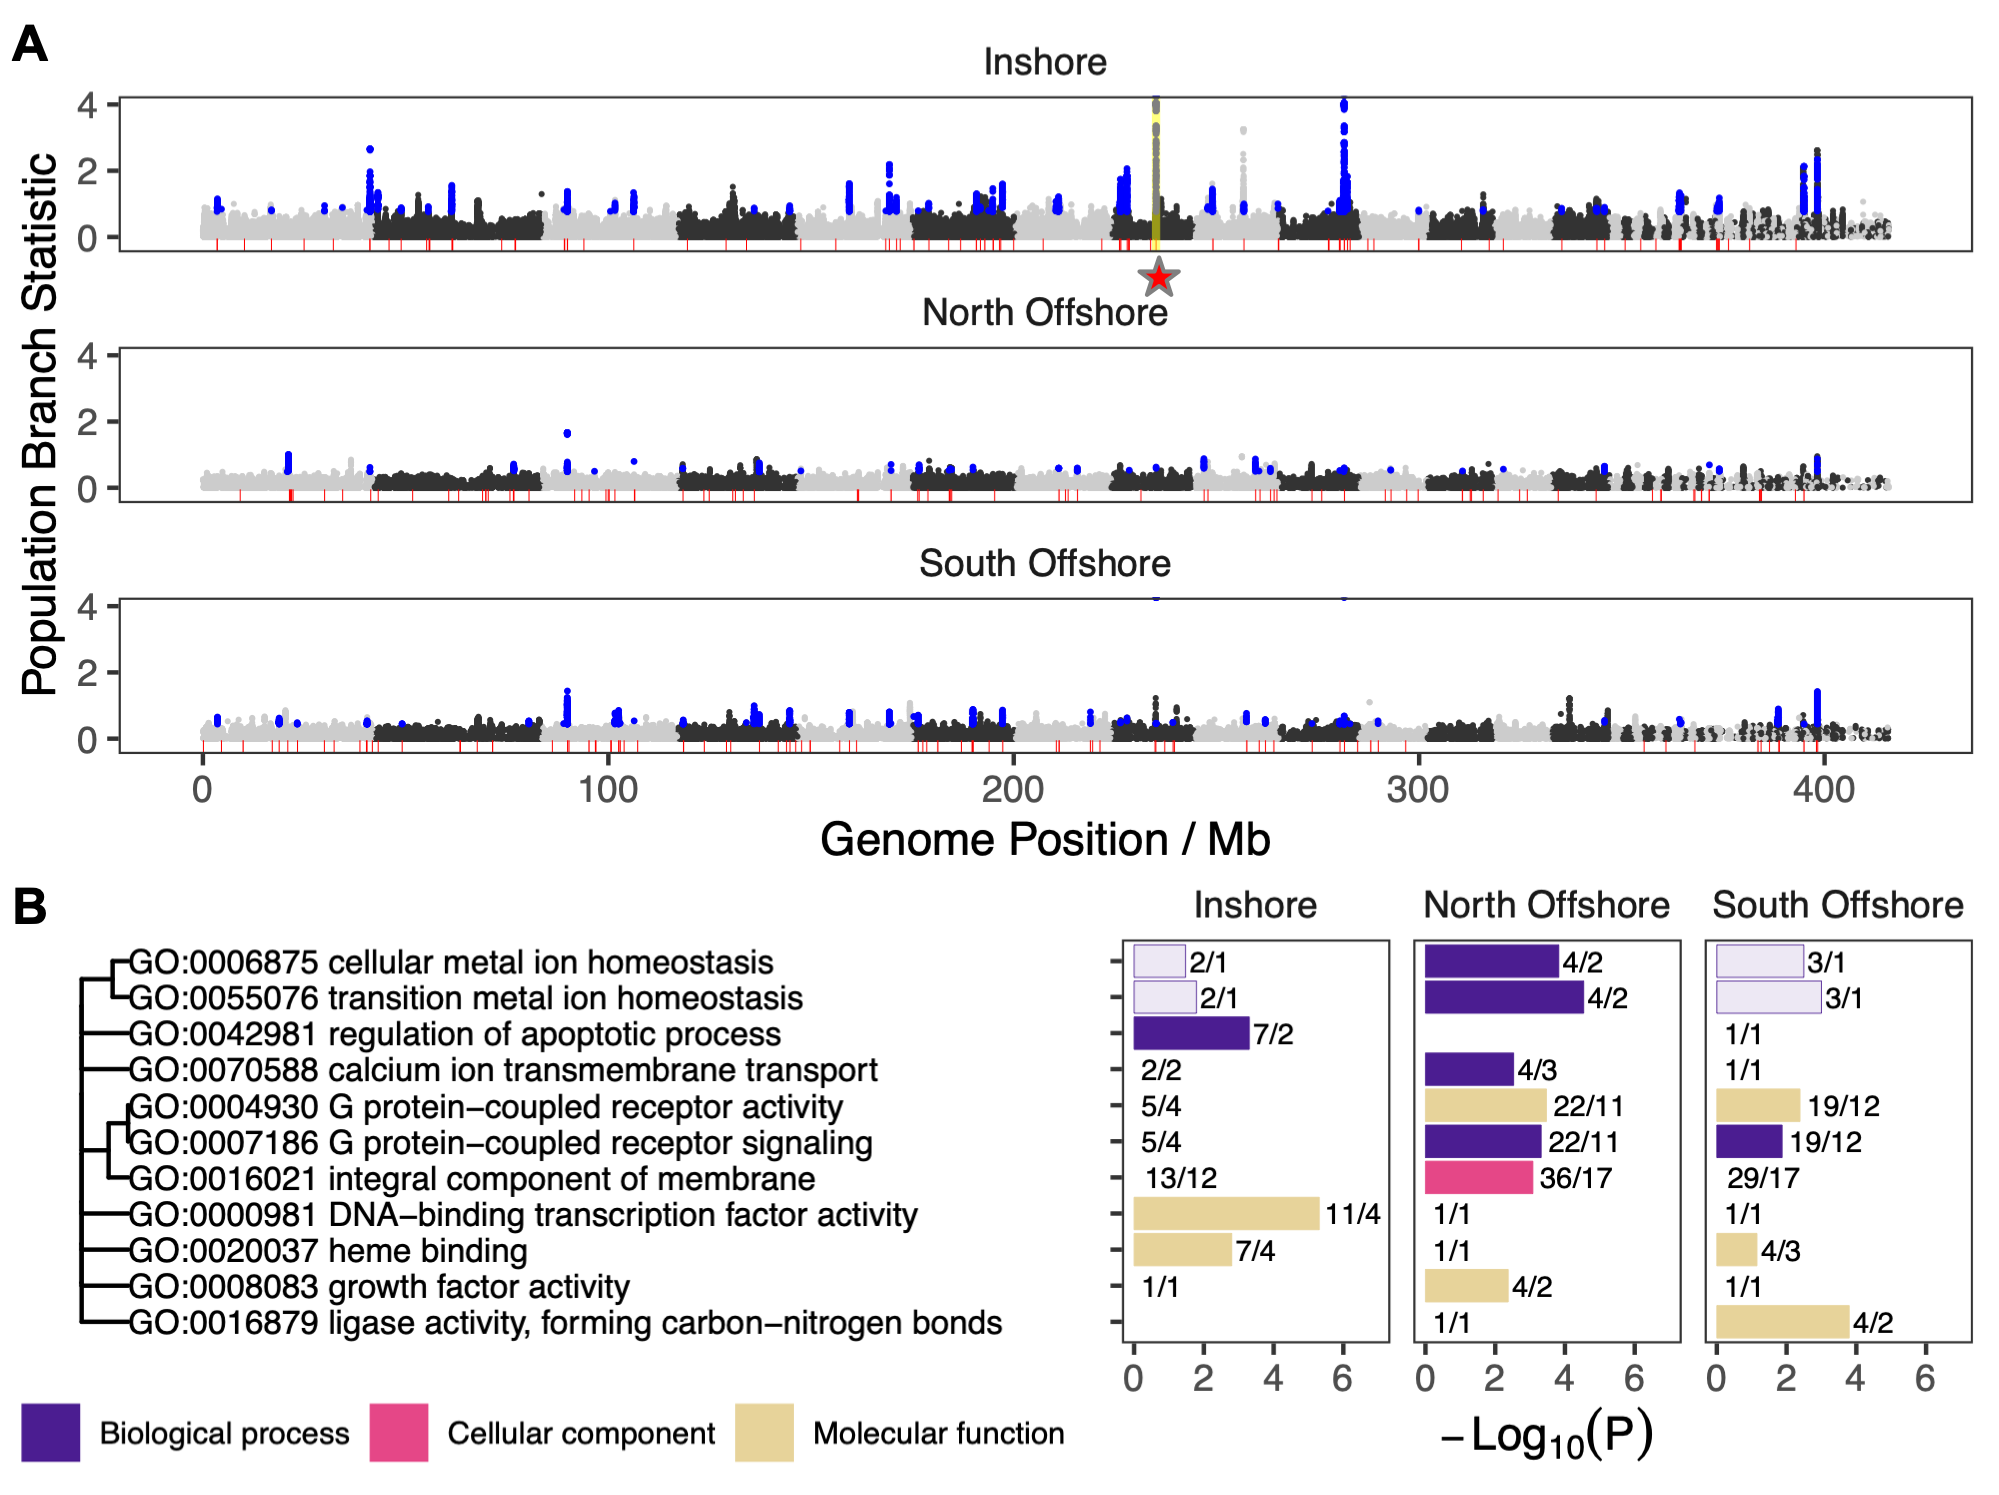 A
Inshore
4
2
0
North Offshore
4
2
0
South Offshore
4
2
0
Population Branch Statistic
0 100 200 300 400
Genome Position / Mb
B
Inshore North Offshore South Offshore
GO:0006875 cellular metal ion homeostasis 2/1 4/2 3/1
GO:0055076 transition metal ion homeostasis 2/1 4/2 3/1
GO:0042981 regulation of apoptotic process 7/2 1/1
GO:0070588 calcium ion transmembrane transport 2/2 4/3 1/1
GO:0004930 G protein−coupled receptor activity 5/4 22/11 19/12
GO:0007186 G protein−coupled receptor signaling 5/4 22/11 19/12
GO:0016021 integral component of membrane 13/12 36/17 29/17
GO:0000981 DNA−binding transcription factor activity 11/4 1/1 1/1
GO:0020037 heme binding 7/4 1/1 4/3
GO:0008083 growth factor activity 1/1 4/2 1/1
GO:0016879 ligase activity, forming carbon−nitrogen bonds 1/1 4/2
0 2 4 6 0 2 4 6 0 2 4 6
−Log₁₀(P)
Biological process Cellular component Molecular function